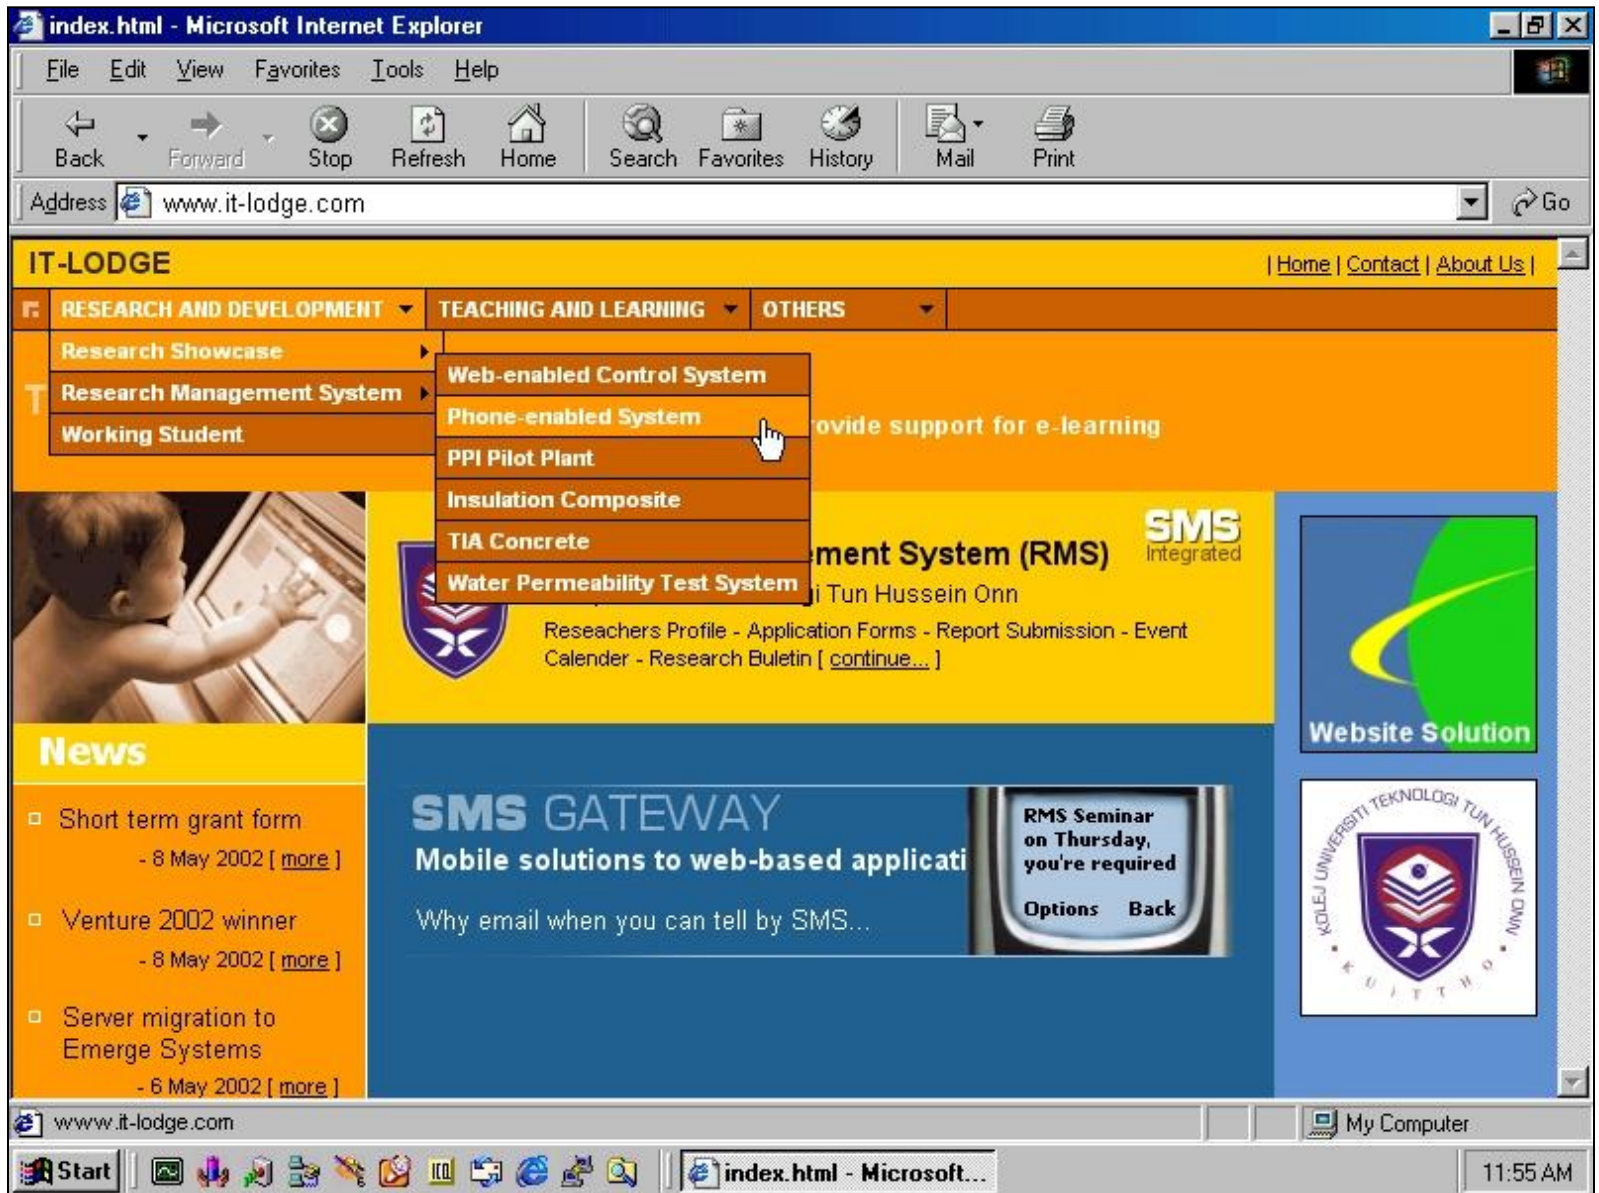 index.html - Microsoft Internet Explorer
File Edit View Favorites Tools Help
Back Forward Stop Refresh Home Search Favorites History Mail Print
Address www.it-lodge.com Go
IT-LODGE
| Home | Contact | About Us |
RESEARCH AND DEVELOPMENT TEACHING AND LEARNING OTHERS
Research Showcase
Research Management System
Working Student
Web-enabled Control System
Phone-enabled System
PPI Pilot Plant
Insulation Composite
TIA Concrete
Water Permeability Test System
support for e-learning
System (RMS)
SMS
Integrated
Tun Hussein Onn
Reseachers Profile - Application Forms - Report Submission - Event
Calender - Research Buletin [ continue... ]
Website Solution
News
Short term grant form
- 8 May 2002 [ more ]
Venture 2002 winner
- 8 May 2002 [ more ]
Server migration to
Emerge Systems
- 6 May 2002 [ more ]
SMS GATEWAY
Mobile solutions to web-based applicati
Why email when you can tell by SMS...
RMS Seminar
on Thursday,
you're required
Options Back
KOLEJ UNIVERSITI TEKNOLOGI TUN HUSSEIN ONN
KUiTTHO
www.it-lodge.com
My Computer
Start
ICQ
index.html - Microsoft...
11:55 AM